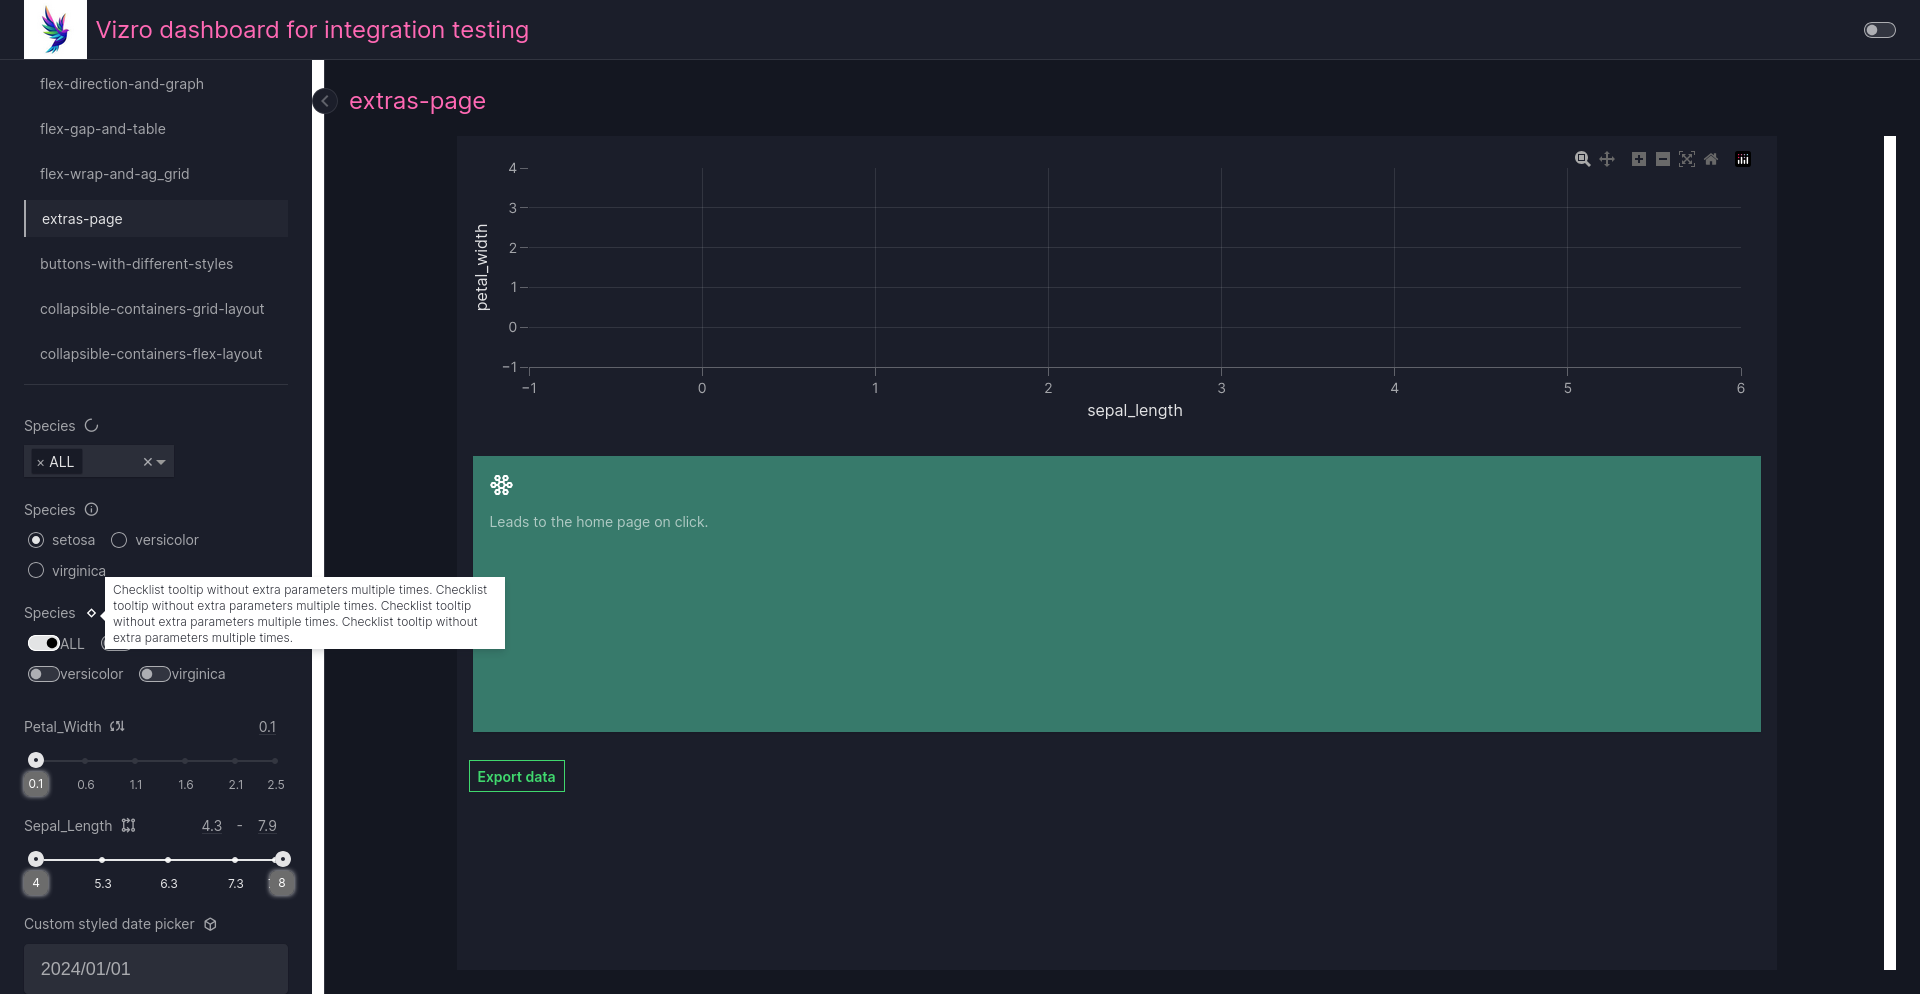 Vizro dashboard for integration testing
flex-direction-and-graph
flex-gap-and-table
flex-wrap-and-ag_grid
extras-page
buttons-with-different-styles
collapsible-containers-grid-layout
collapsible-containers-flex-layout
Species
× ALL ×
Species
setosa versicolor
virginica
Species
Checklist tooltip without extra parameters multiple times. Checklist
tooltip without extra parameters multiple times. Checklist tooltip
without extra parameters multiple times. Checklist tooltip without
extra parameters multiple times.
ALL
versicolor virginica
Petal_Width 0.1
0.1 0.6 1.1 1.6 2.1 2.5
Sepal_Length 4.3 - 7.9
4 5.3 6.3 7.3 8
Custom styled date picker
2024/01/01
extras-page
4
3
2
1
0
−1
petal_width
−1 0 1 2 3 4 5 6
sepal_length
Leads to the home page on click.
Export data